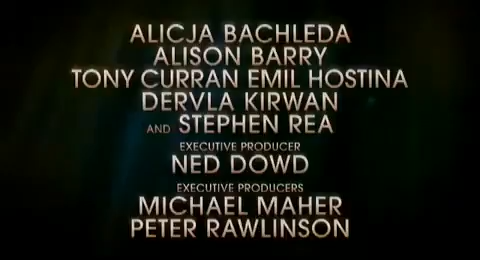 ALICJA BACHLEDA
ALISON BARRY
TONY CURRAN EMIL HOSTINA
DERVLA KIRWAN
AND STEPHEN REA
EXECUTIVE PRODUCER
NED DOWD
EXECUTIVE PRODUCERS
MICHAEL MAHER
PETER RAWLINSON